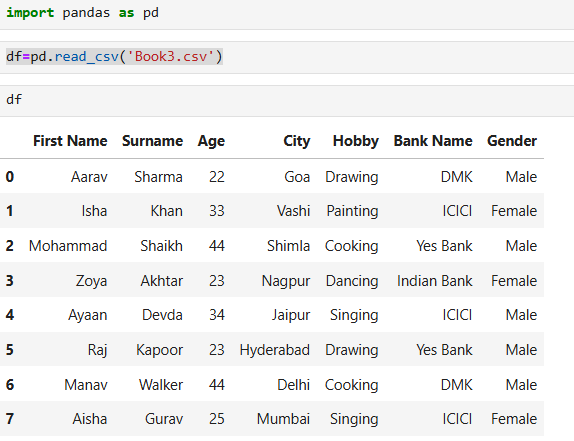 import pandas as pd
df=pd.read_csv('Book3.csv')
df
First Name Surname Age City Hobby Bank Name Gender
0 Aarav Sharma 22 Goa Drawing DMK Male
1 Isha Khan 33 Vashi Painting ICICI Female
2 Mohammad Shaikh 44 Shimla Cooking Yes Bank Male
3 Zoya Akhtar 23 Nagpur Dancing Indian Bank Female
4 Ayaan Devda 34 Jaipur Singing ICICI Male
5 Raj Kapoor 23 Hyderabad Drawing Yes Bank Male
6 Manav Walker 44 Delhi Cooking DMK Male
7 Aisha Gurav 25 Mumbai Singing ICICI Female